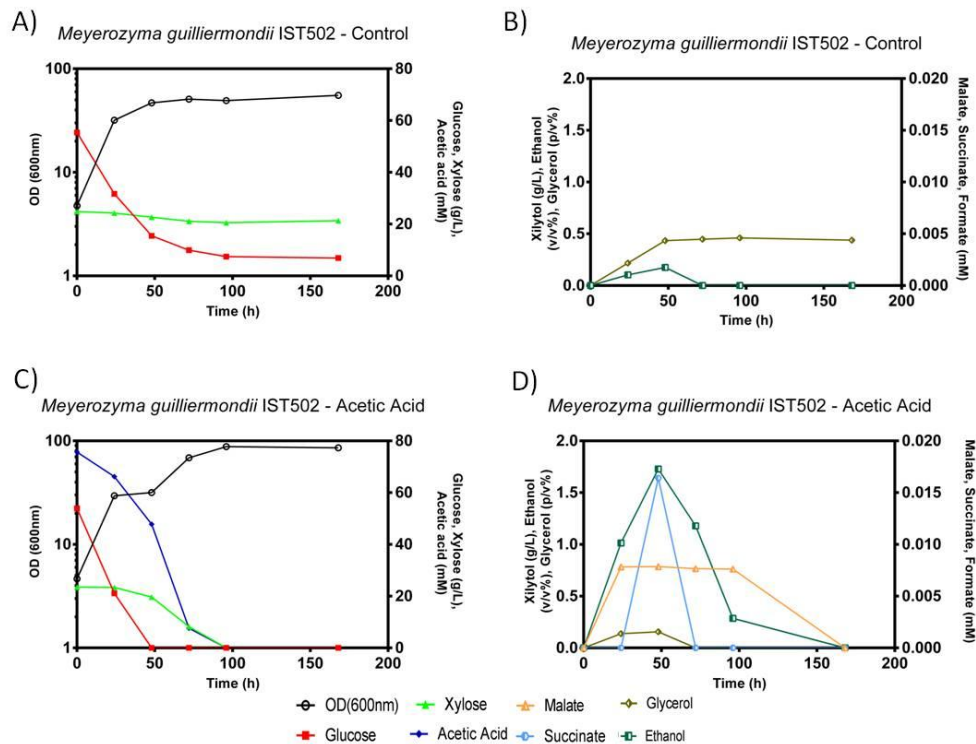 A)
Meyerozyma guilliermondii IST502 - Control
100
10
1
OD (600nm)
80
60
40
20
0
Glucose, Xylose (g/L),
Acetic acid (mM)
0
50
100
150
200
Time (h)
B)
Meyerozyma guilliermondii IST502 - Control
2.0
1.5
1.0
0.5
0.0
Xilytol (g/L), Ethanol
(v/v%), Glycerol (p/v%)
0.020
0.015
0.010
0.005
0.000
Malate, Succinate, Formate (mM)
0
50
100
150
200
Time (h)
C)
Meyerozyma guilliermondii IST502 - Acetic Acid
100
10
1
OD (600nm)
80
60
40
20
0
Glucose, Xylose (g/L),
Acetic acid (mM)
0
50
100
150
200
Time (h)
D)
Meyerozyma guilliermondii IST502 - Acetic Acid
2.0
1.5
1.0
0.5
0.0
Xilytol (g/L), Ethanol
(v/v%), Glycerol (p/v%)
0.020
0.015
0.010
0.005
0.000
Malate, Succinate, Formate (mM)
0
50
100
150
200
Time (h)
OD(600nm) Xylose Malate Glycerol
Glucose Acetic Acid Succinate Ethanol